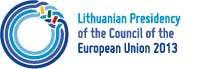 Lithuanian Presidency
of the Council of the
European Union 2013